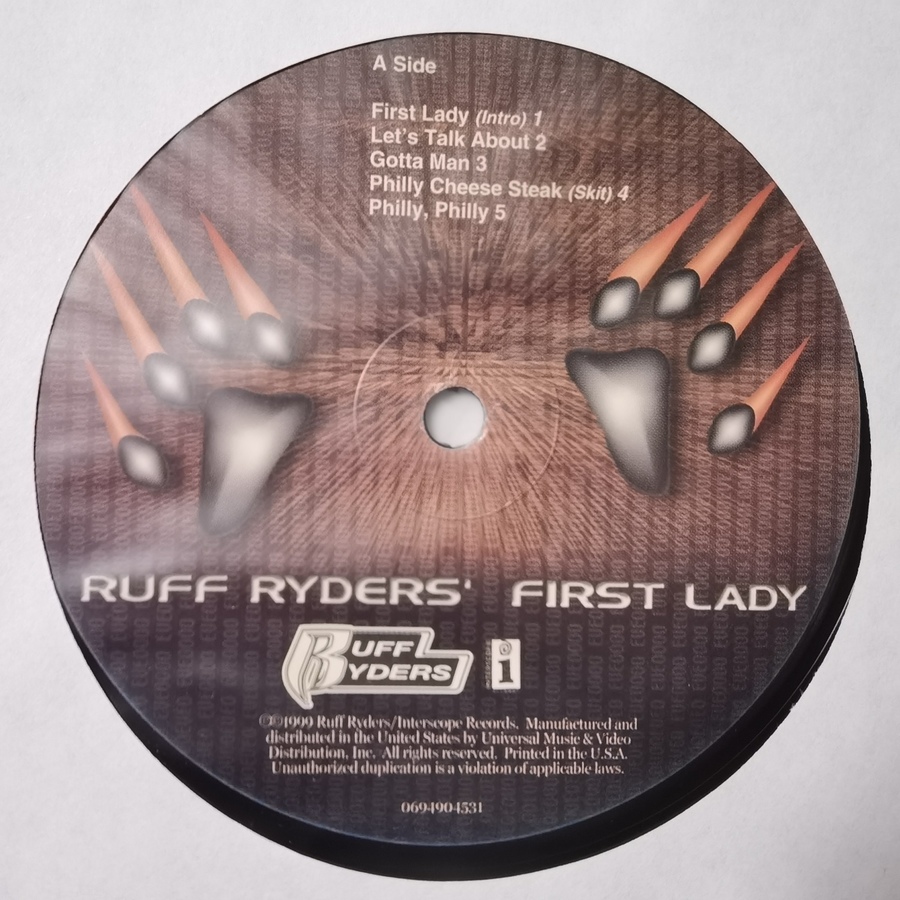 A Side
First Lady (Intro) 1
Let's Talk About 2
Gotta Man 3
Philly Cheese Steak (Skit) 4
Philly, Philly 5
RUFF RYDERS' FIRST LADY
RUFF
RYDERS
i
℗©1999 Ruff Ryders/Interscope Records. Manufactured and
distributed in the United States by Universal Music & Video
Distribution, Inc. All rights reserved. Printed in the U.S.A.
Unauthorized duplication is a violation of applicable laws.
0694904531